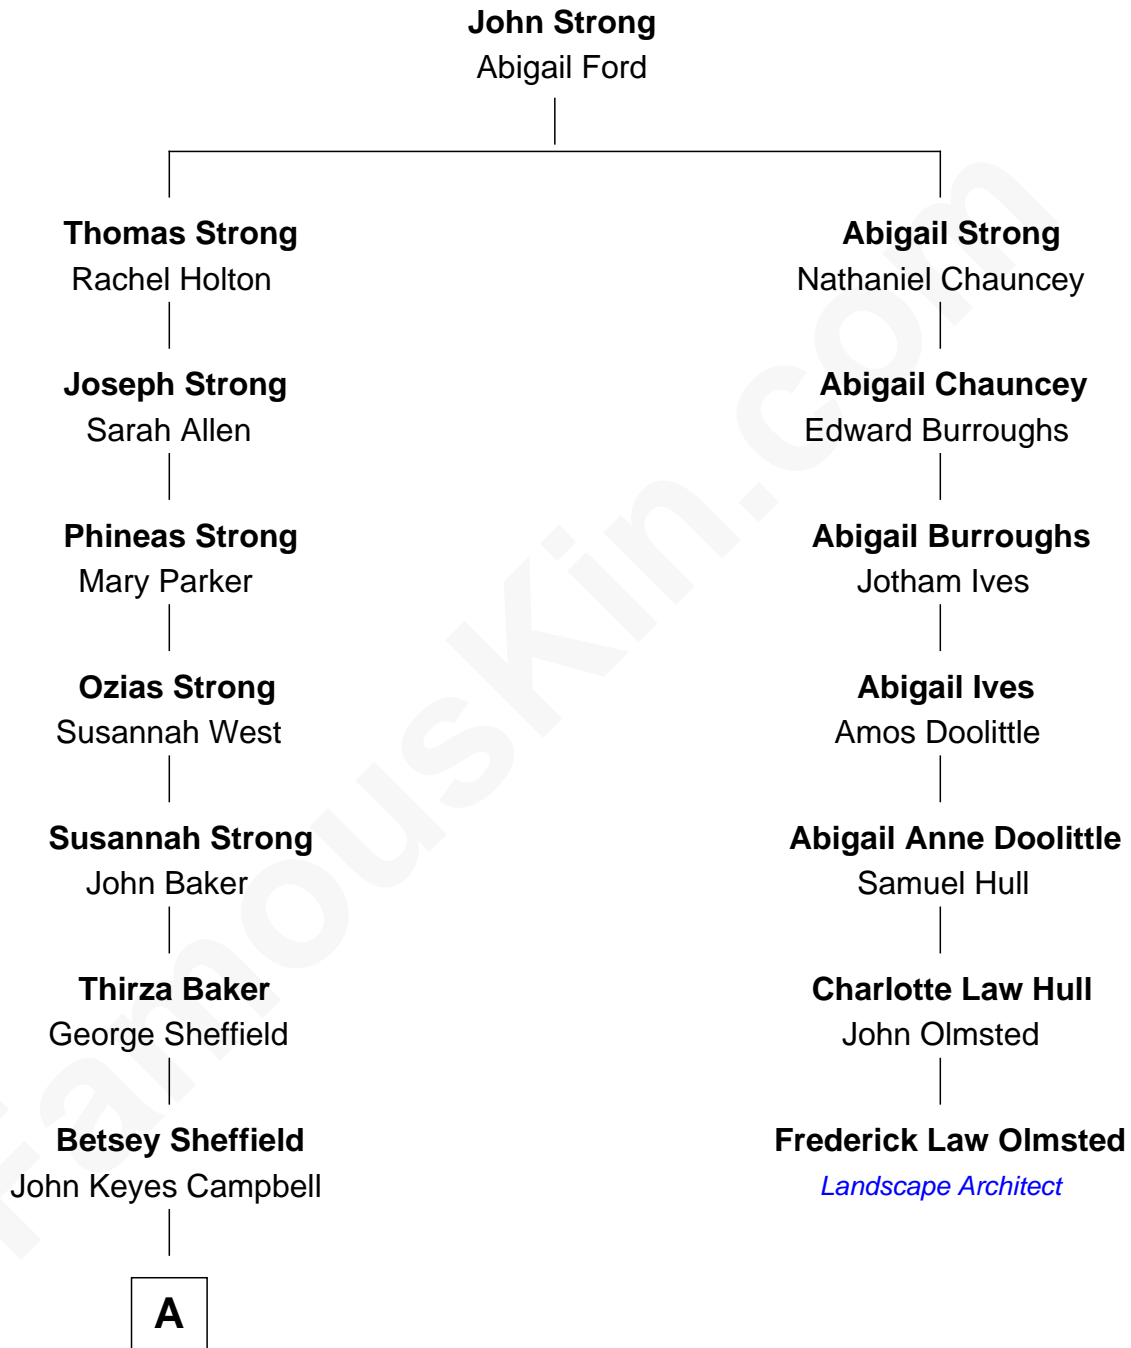 John Strong
Abigail Ford
Thomas Strong
Rachel Holton
Abigail Strong
Nathaniel Chauncey
Joseph Strong
Sarah Allen
Abigail Chauncey
Edward Burroughs
Phineas Strong
Mary Parker
Abigail Burroughs
Jotham Ives
Ozias Strong
Susannah West
Abigail Ives
Amos Doolittle
Susannah Strong
John Baker
Abigail Anne Doolittle
Samuel Hull
Thirza Baker
George Sheffield
Charlotte Law Hull
John Olmsted
Betsey Sheffield
John Keyes Campbell
Frederick Law Olmsted
Landscape Architect
A
FamousKin.com